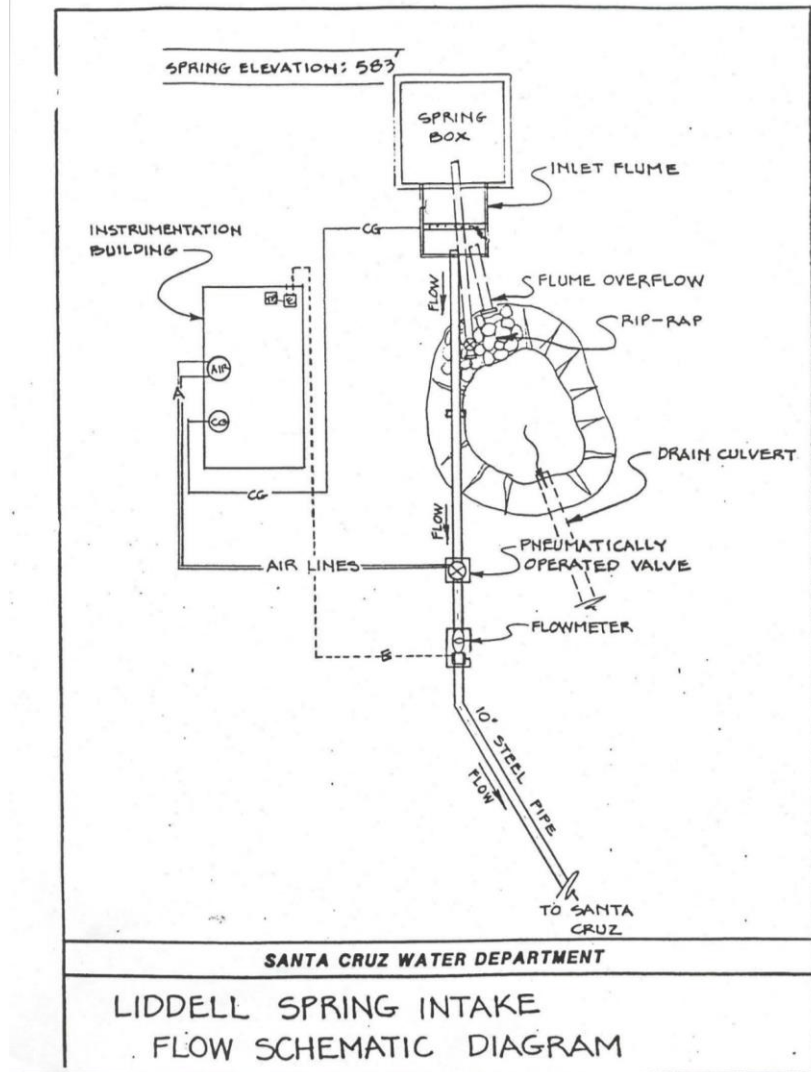 SPRING ELEVATION: 583'
SPRING
BOX
INLET FLUME
INSTRUMENTATION
BUILDING
CG
FLOW
FLUME OVERFLOW
RIP-RAP
E
AIR
A
CG
DRAIN CULVERT
CG
FLOW
PNEUMATICALLY
OPERATED VALVE
AIR LINES
FLOWMETER
E
10" STEEL PIPE
FLOW
TO SANTA
CRUZ
SANTA CRUZ WATER DEPARTMENT
LIDDELL SPRING INTAKE
FLOW SCHEMATIC DIAGRAM